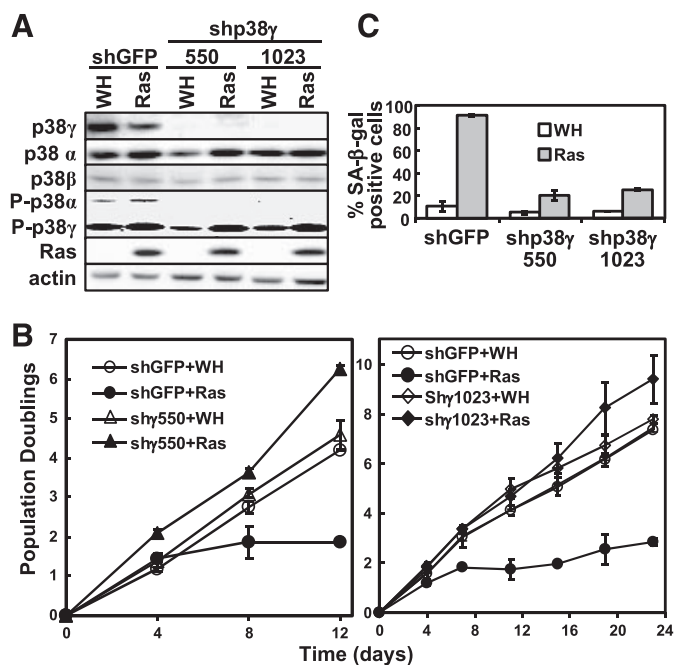 A
shp38γ
shGFP 550 1023
WH Ras WH Ras WH Ras
p38γ
p38 α
p38β
P-p38α
P-p38γ
Ras
actin
C
% SA-β-gal
positive cells
100
80
60
40
20
0
WH
Ras
shGFP shp38γ shp38γ
550 1023
B
Population Doublings
7
6
5
4
3
2
1
0
shGFP+WH
shGFP+Ras
shγ550+WH
shγ550+Ras
0 4 8 12
10
8
6
4
2
0
shGFP+WH
shGFP+Ras
Shγ1023+WH
shγ1023+Ras
0 4 8 12 16 20 24
Time (days)